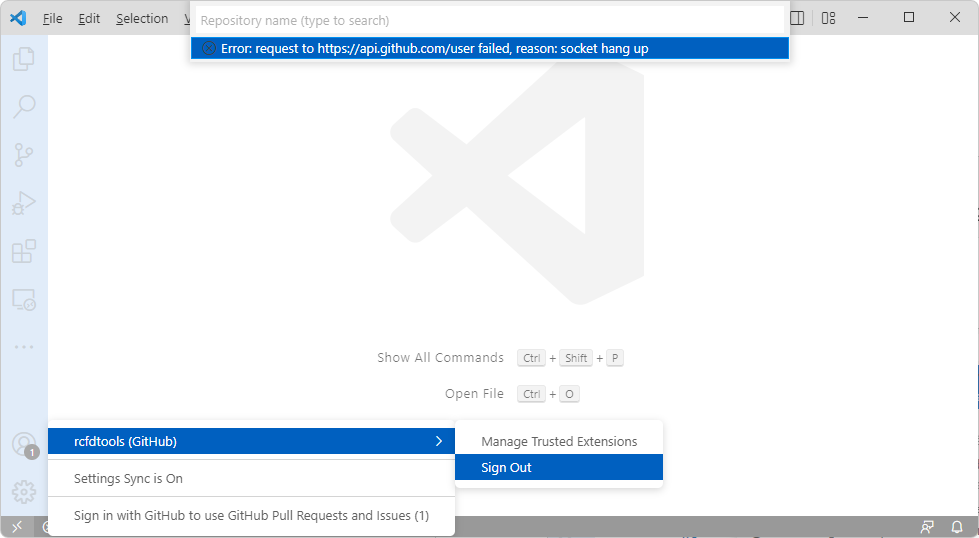 File Edit Selection V
Repository name (type to search)
Error: request to https://api.github.com/user failed, reason: socket hang up
Show All Commands Ctrl + Shift + P
Open File Ctrl + O
1
rcfdtools (GitHub)
Manage Trusted Extensions
Sign Out
Settings Sync is On
Sign in with GitHub to use GitHub Pull Requests and Issues (1)